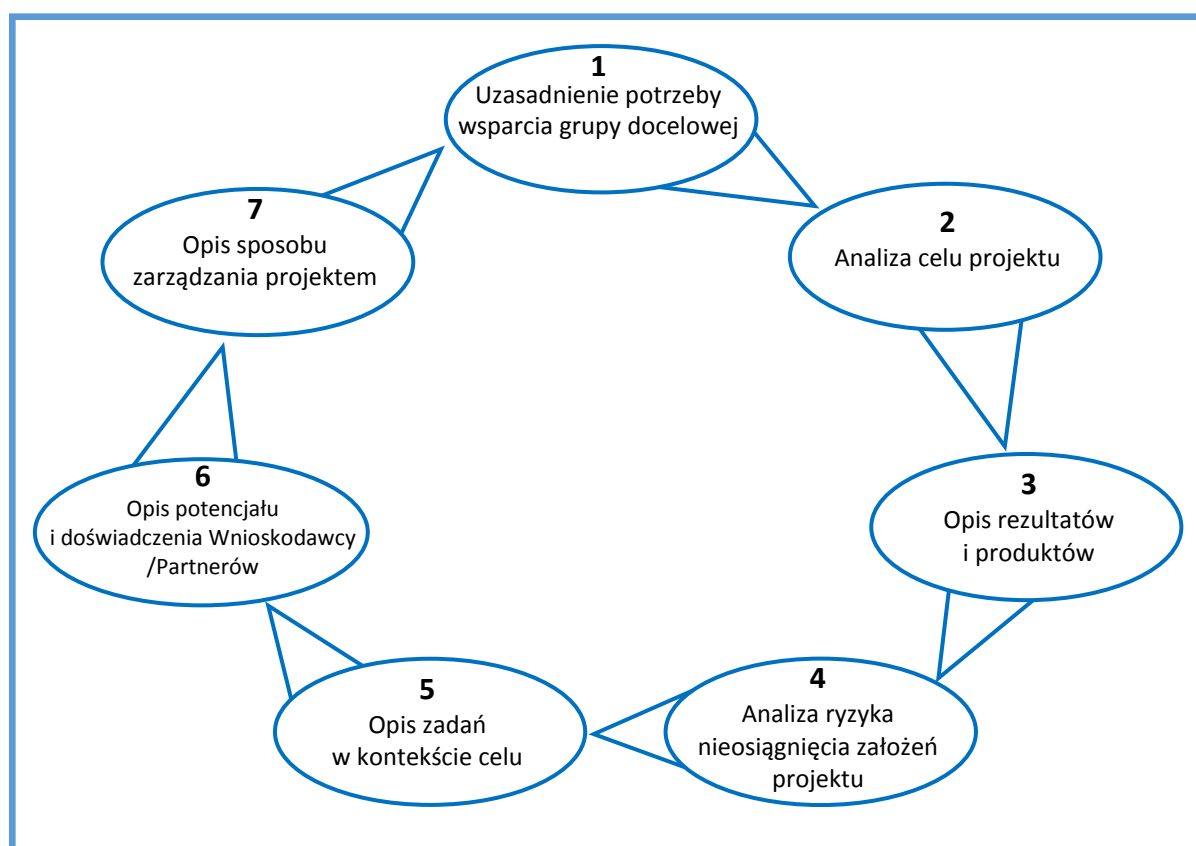 1
Uzasadnienie potrzeby
wsparcia grupy docelowej
2
Analiza celu projektu
3
Opis rezultatów
i produktów
4
Analiza ryzyka
nieosiągnięcia założeń
projektu
5
Opis zadań
w kontekście celu
6
Opis potencjału
i doświadczenia Wnioskodawcy
/Partnerów
7
Opis sposobu
zarządzania projektem